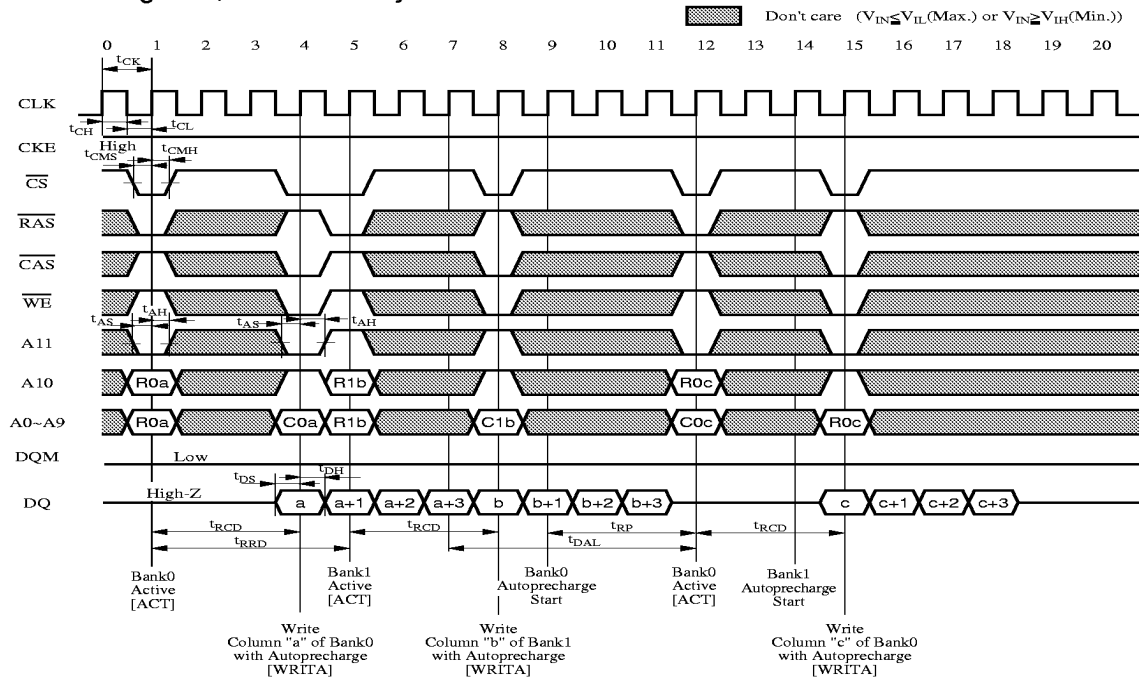 Don't care (VIN≦VIL(Max.) or VIN≧VIH(Min.))
0 1 2 3 4 5 6 7 8 9 10 11 12 13 14 15 16 17 18 19 20
tCK
CLK
tCH tCL
CKE High
tCMS tCMH
CS
RAS
CAS
WE
tAS tAH tAS tAH
A11
A10 R0a R1b R0c
A0~A9 R0a C0a R1b C1b C0c R0c
DQM Low
tDS tDH
DQ High-Z a a+1 a+2 a+3 b b+1 b+2 b+3 c c+1 c+2 c+3
tRCD tRCD tRP tRCD
tRRD tDAL
Bank0
Active
[ACT]
Bank1
Active
[ACT]
Bank0
Autoprecharge
Start
Bank0
Active
[ACT]
Bank1
Autoprecharge
Start
Write
Column "a" of Bank0
with Autoprecharge
[WRITA]
Write
Column "b" of Bank1
with Autoprecharge
[WRITA]
Write
Column "c" of Bank0
with Autoprecharge
[WRITA]